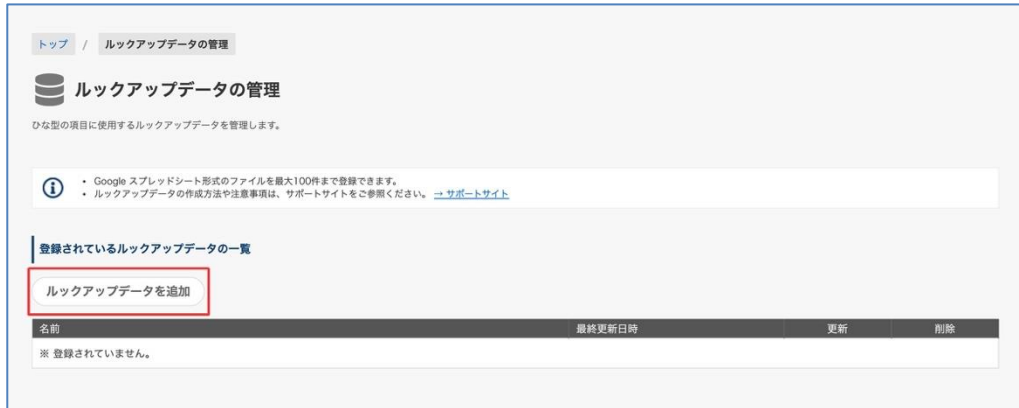 トップ / ルックアップデータの管理
ルックアップデータの管理
ひな型の項目に使用するルックアップデータを管理します。
• Google スプレッドシート形式のファイルを最大100件まで登録できます。
• ルックアップデータの作成方法や注意事項は、サポートサイトをご参照ください。 → サポートサイト
登録されているルックアップデータの一覧
ルックアップデータを追加
名前 最終更新日時 更新 削除
※ 登録されていません。